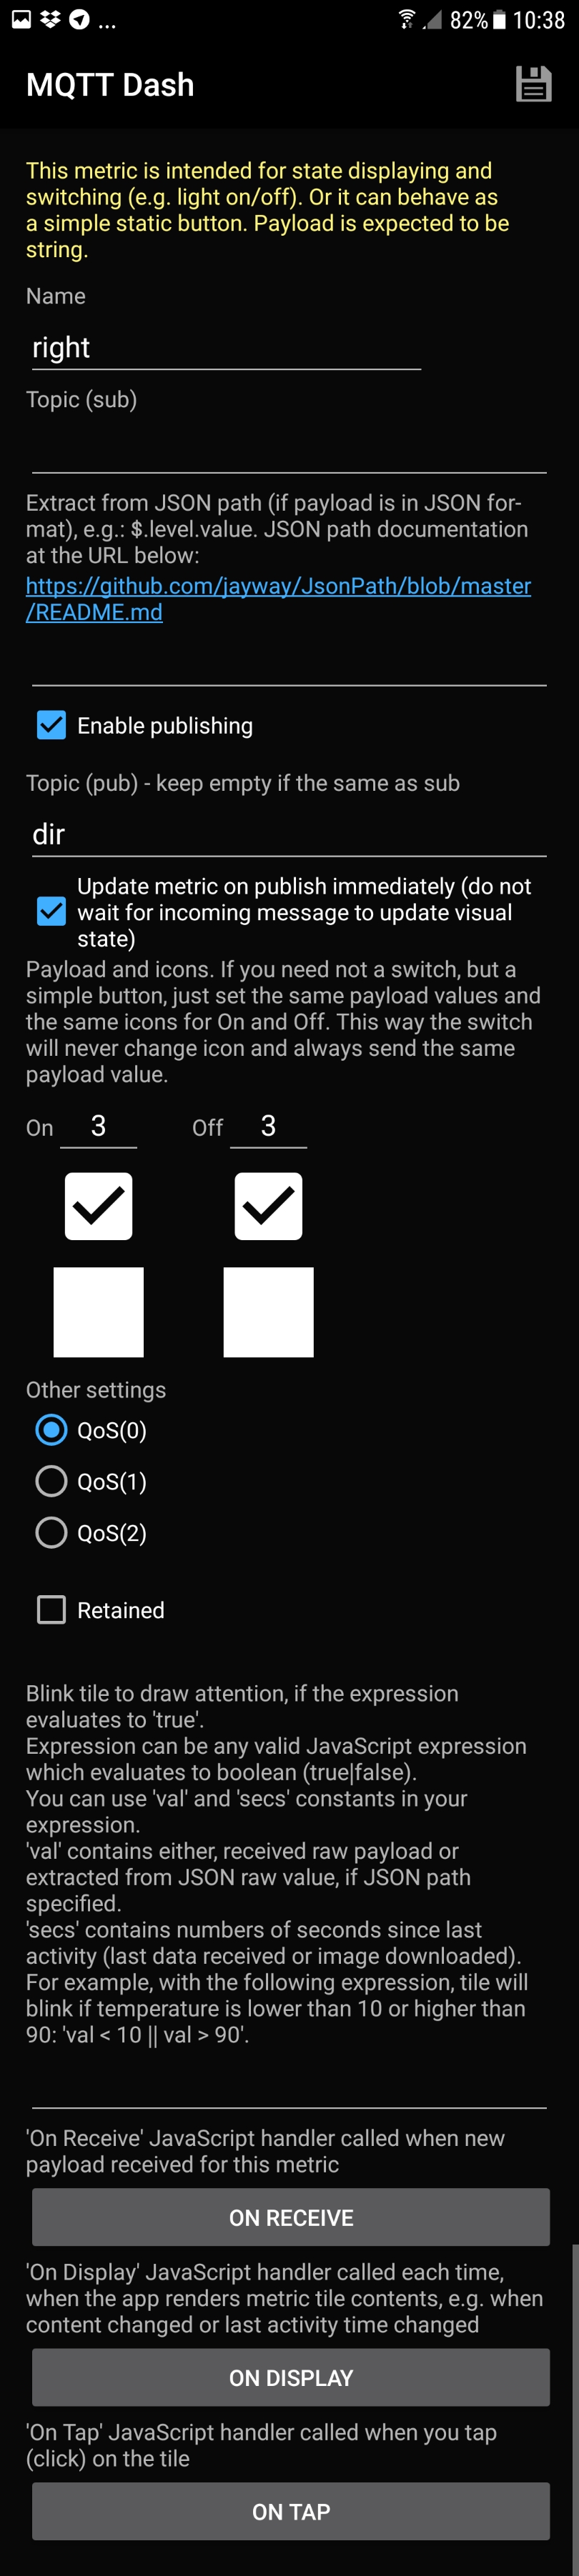 ... 82% 10:38
MQTT Dash
This metric is intended for state displaying and
switching (e.g. light on/off). Or it can behave as
a simple static button. Payload is expected to be
string.
Name
right
Topic (sub)
Extract from JSON path (if payload is in JSON for-
mat), e.g.: $.level.value. JSON path documentation
at the URL below:
https://github.com/jayway/JsonPath/blob/master
/README.md
Enable publishing
Topic (pub) - keep empty if the same as sub
dir
Update metric on publish immediately (do not
wait for incoming message to update visual
state)
Payload and icons. If you need not a switch, but a
simple button, just set the same payload values and
the same icons for On and Off. This way the switch
will never change icon and always send the same
payload value.
On 3 Off 3
Other settings
QoS(0)
QoS(1)
QoS(2)
Retained
Blink tile to draw attention, if the expression
evaluates to 'true'.
Expression can be any valid JavaScript expression
which evaluates to boolean (true|false).
You can use 'val' and 'secs' constants in your
expression.
'val' contains either, received raw payload or
extracted from JSON raw value, if JSON path
specified.
'secs' contains numbers of seconds since last
activity (last data received or image downloaded).
For example, with the following expression, tile will
blink if temperature is lower than 10 or higher than
90: 'val < 10 || val > 90'.
'On Receive' JavaScript handler called when new
payload received for this metric
ON RECEIVE
'On Display' JavaScript handler called each time,
when the app renders metric tile contents, e.g. when
content changed or last activity time changed
ON DISPLAY
'On Tap' JavaScript handler called when you tap
(click) on the tile
ON TAP